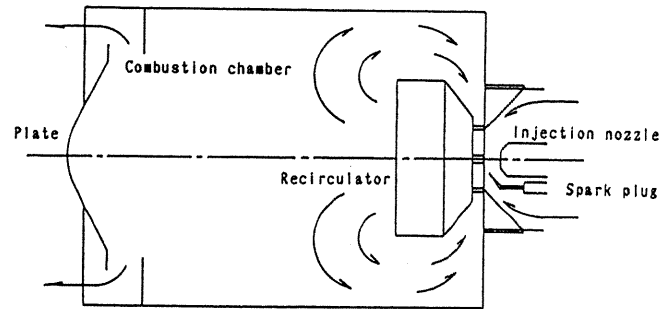 Combustion chamber
Plate
Injection nozzle
Recirculator
Spark plug